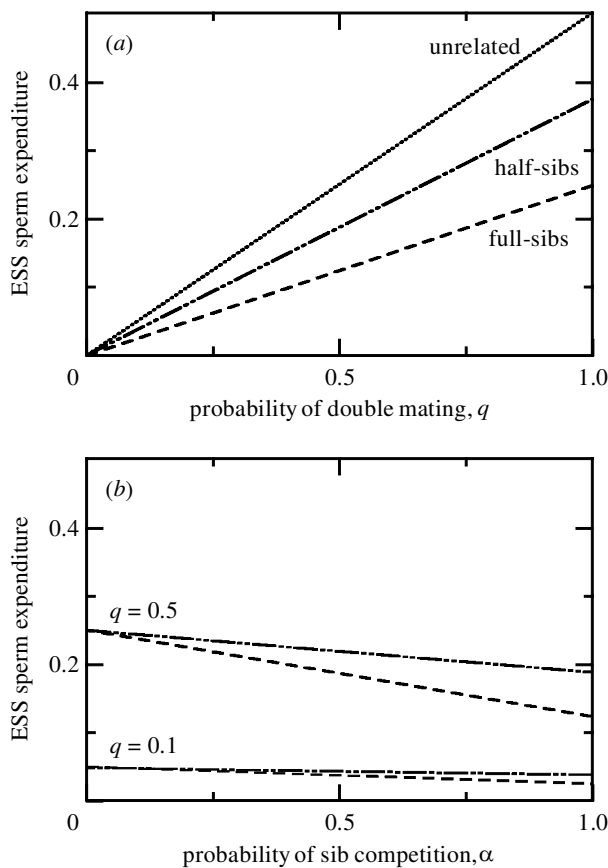 (a)
unrelated
0.4
half-sibs
0.2
full-sibs
ESS sperm expenditure
0 0.5 1.0
probability of double mating, q
(b)
0.4
q = 0.5
0.2
q = 0.1
ESS sperm expenditure
0 0.5 1.0
probability of sib competition, α